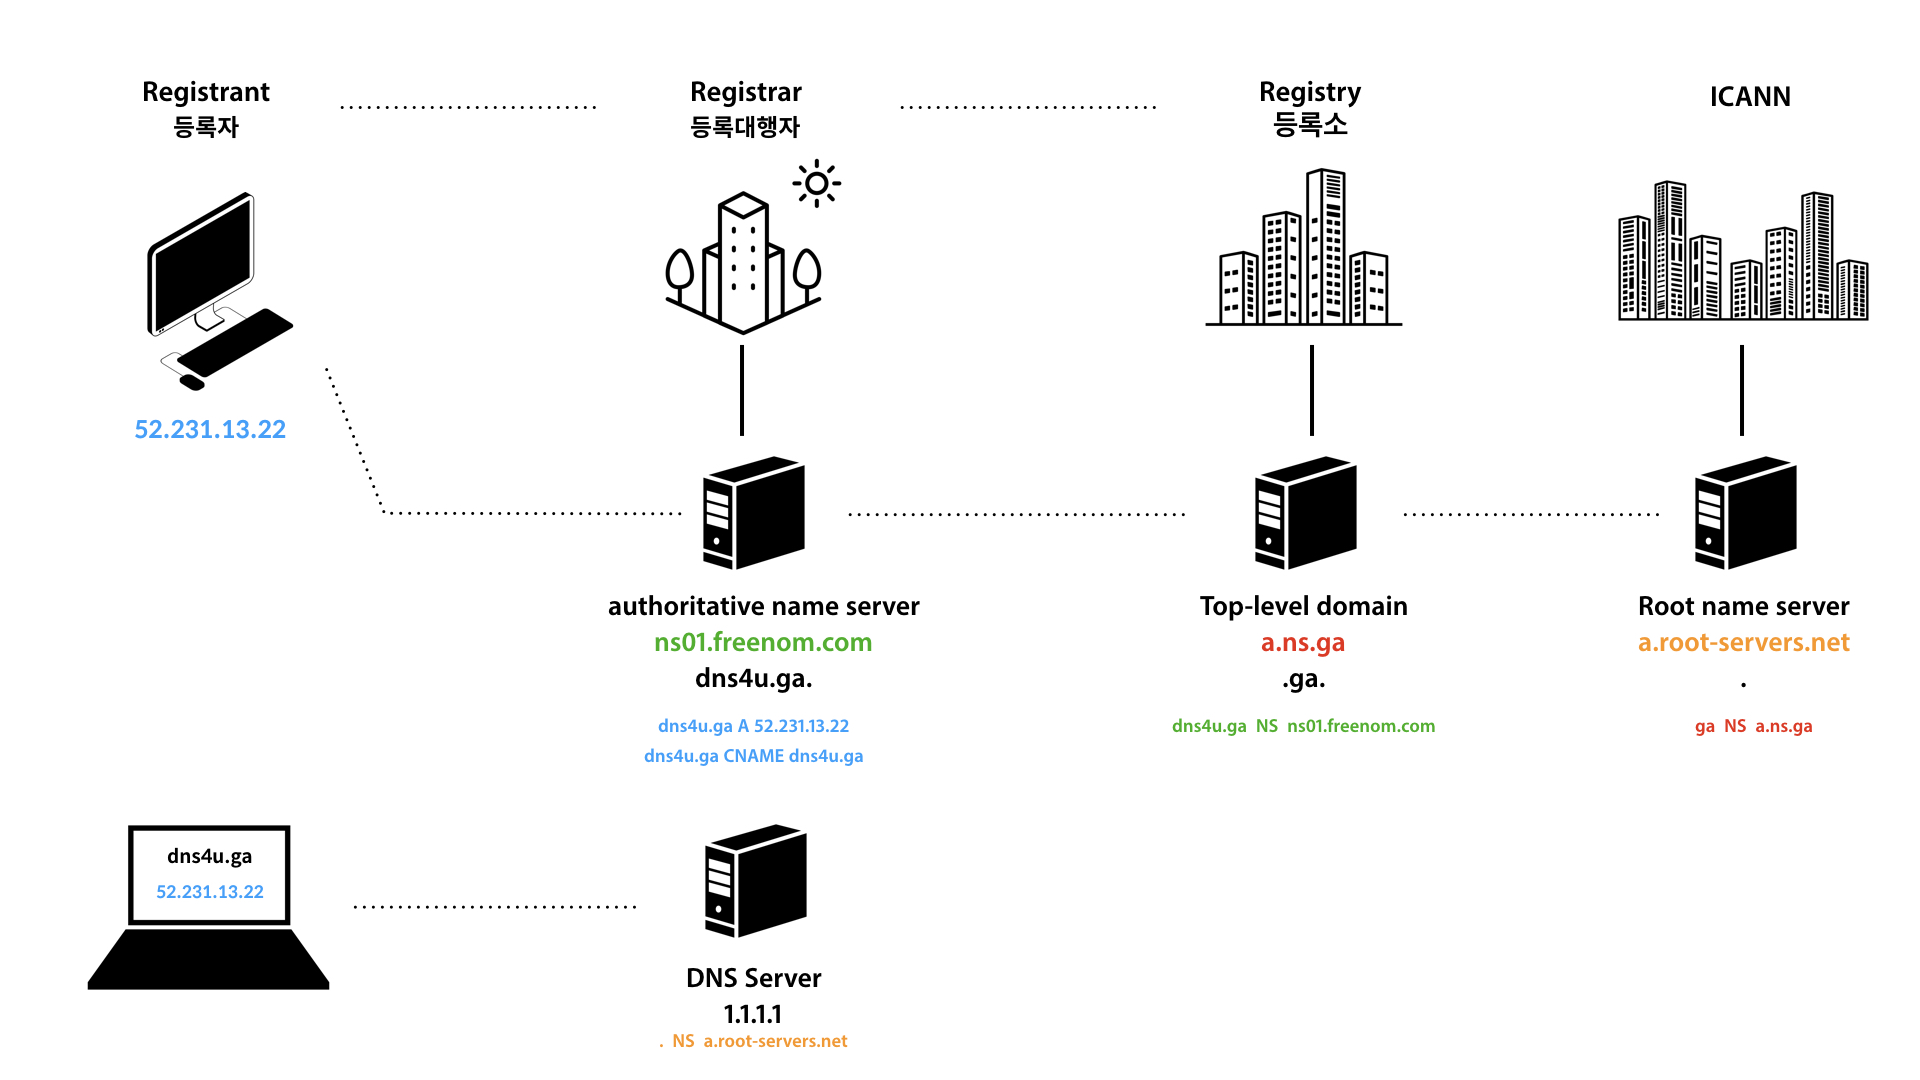 Registrant
등록자
Registrar
등록대행자
Registry
등록소
ICANN
52.231.13.22
authoritative name server
ns01.freenom.com
dns4u.ga.
dns4u.ga A 52.231.13.22
dns4u.ga CNAME dns4u.ga
Top-level domain
a.ns.ga
.ga.
dns4u.ga NS ns01.freenom.com
Root name server
a.root-servers.net
.
ga NS a.ns.ga
dns4u.ga
52.231.13.22
DNS Server
1.1.1.1
. NS a.root-servers.net